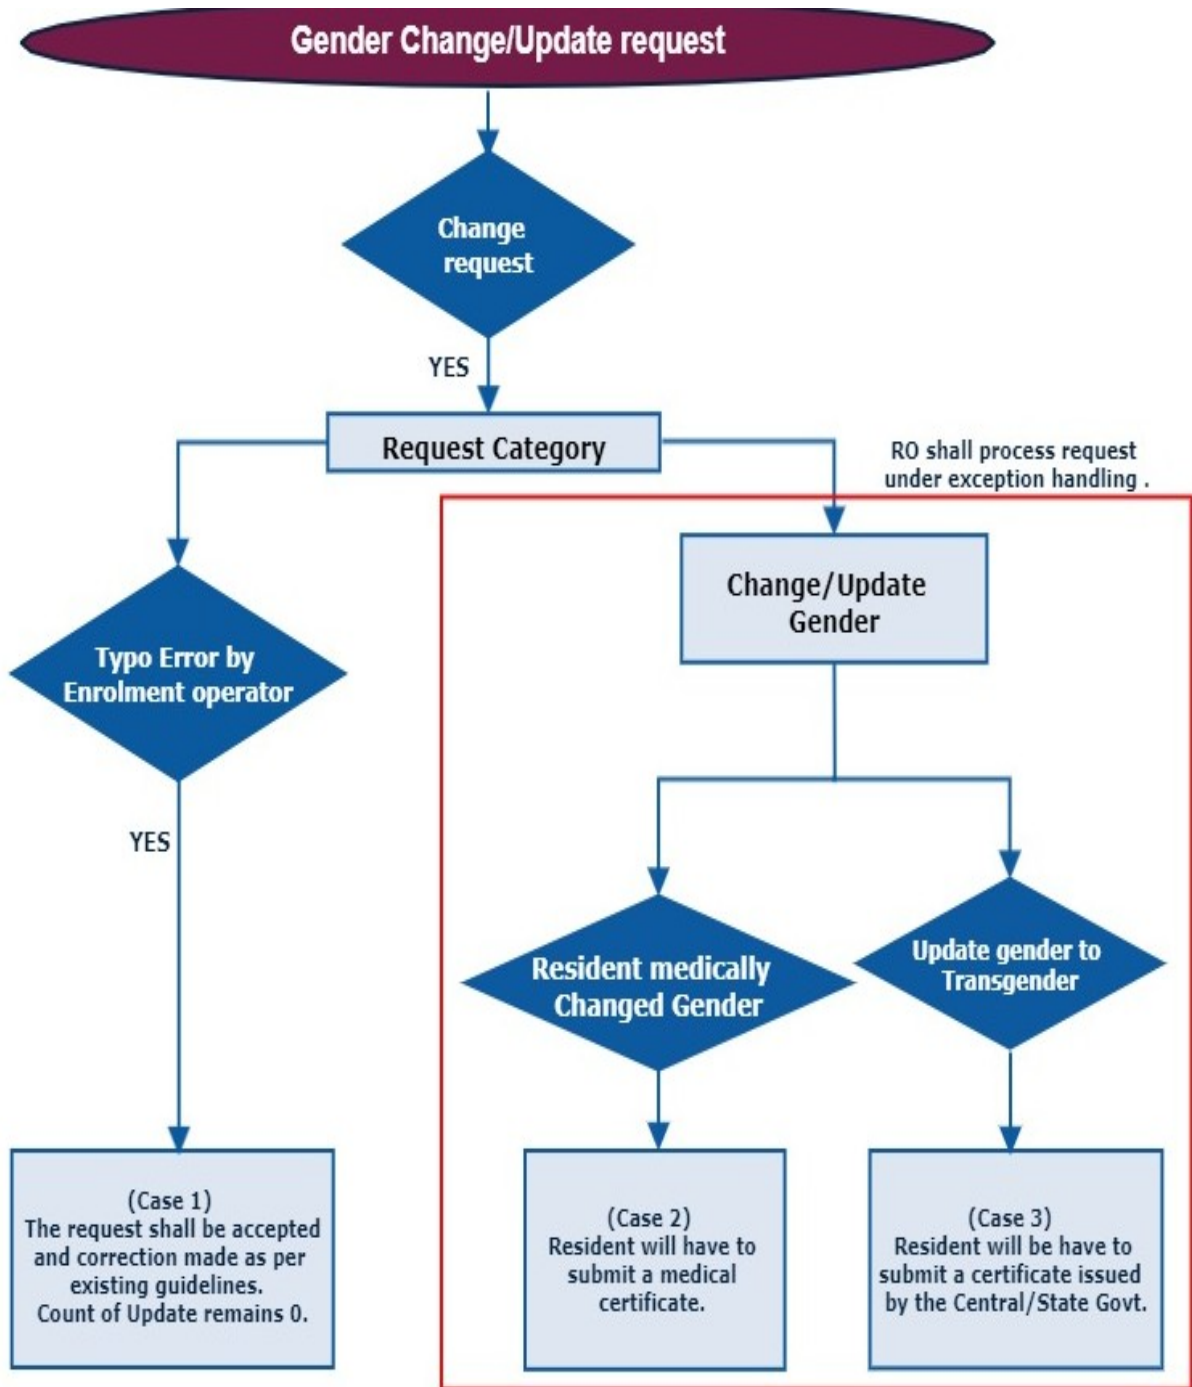 Gender Change/Update request
Change
request
YES
Request Category
RO shall process request
under exception handling .
Change/Update
Gender
Typo Error by
Enrolment operator
YES
Resident medically
Changed Gender
Update gender to
Transgender
(Case 1)
The request shall be accepted
and correction made as per
existing guidelines.
Count of Update remains 0.
(Case 2)
Resident will have to
submit a medical
certificate.
(Case 3)
Resident will be have to
submit a certificate issued
by the Central/State Govt.